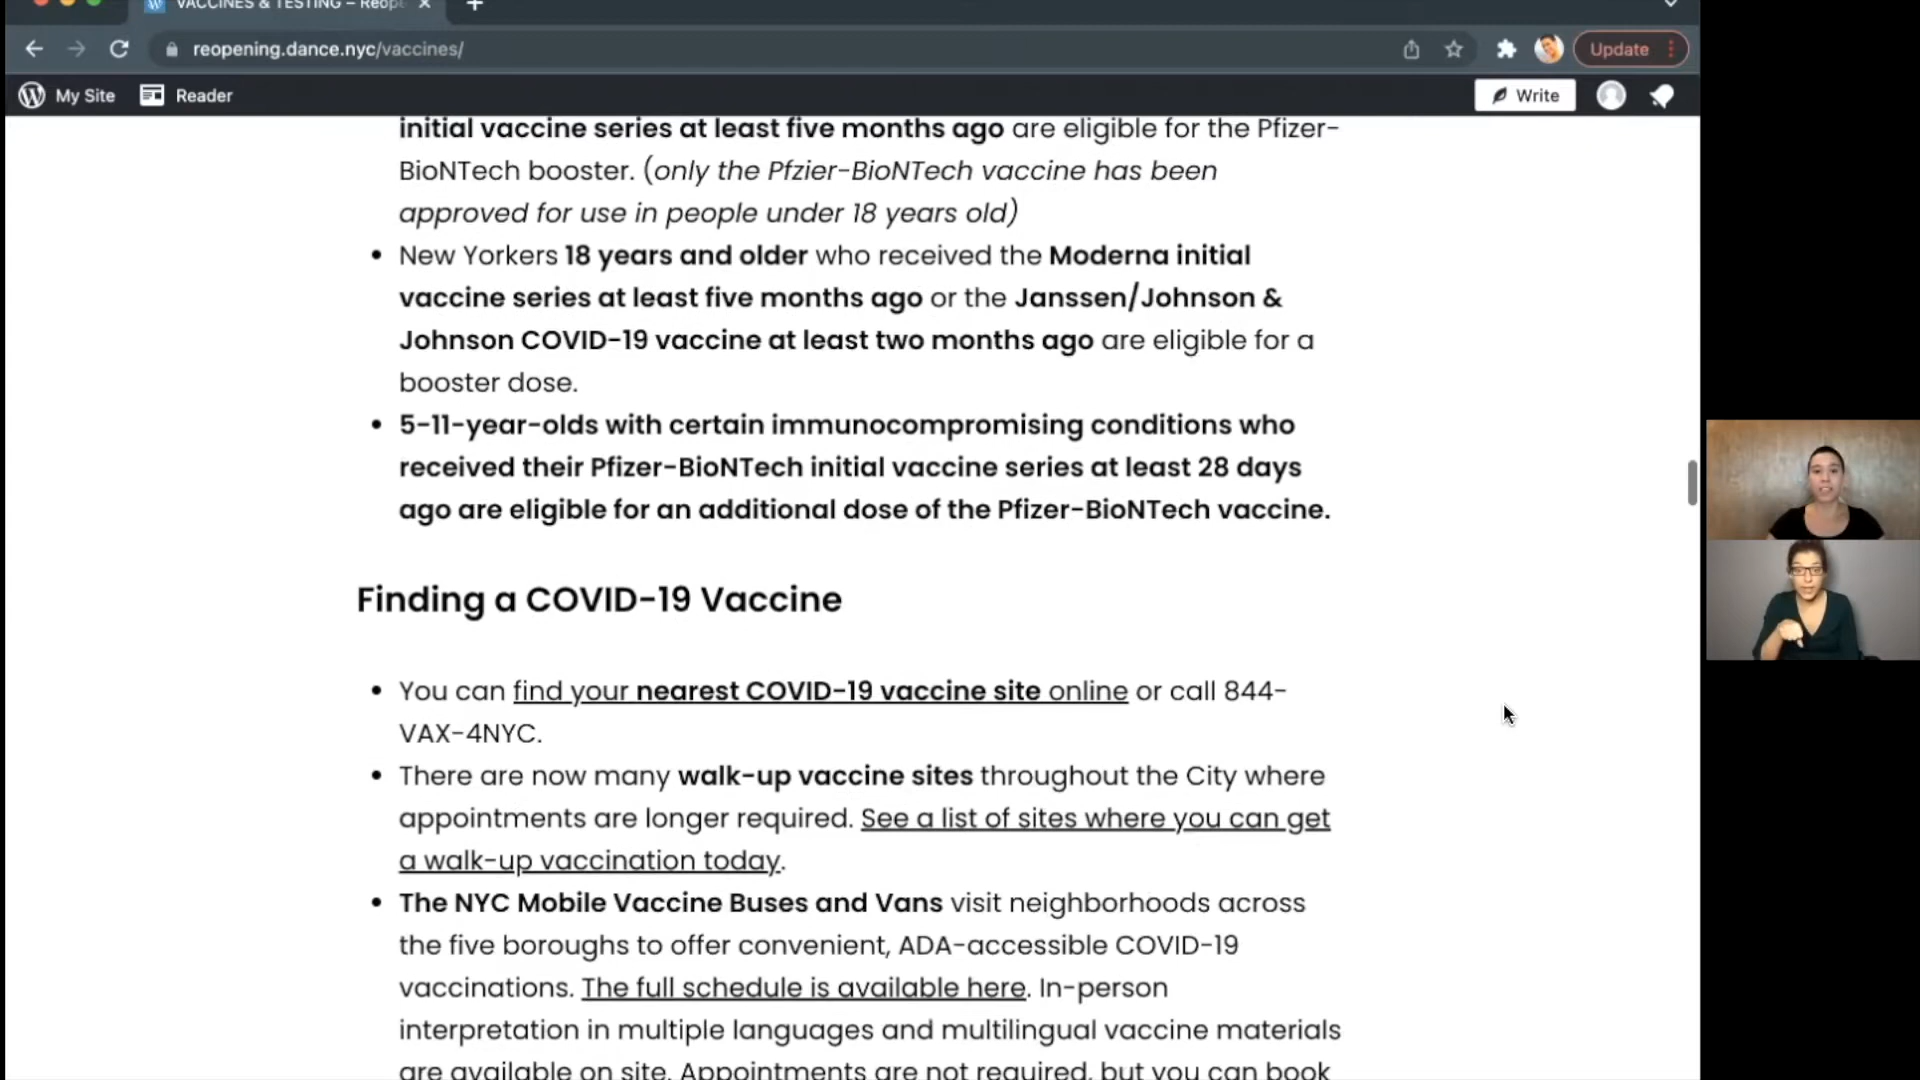 VACCINES & TESTING – Reop
reopening.dance.nyc/vaccines/
Update
My Site
Reader
Write
initial vaccine series at least five months ago are eligible for the Pfizer-
BioNTech booster. (only the Pfzier-BioNTech vaccine has been
approved for use in people under 18 years old)
New Yorkers 18 years and older who received the Moderna initial
vaccine series at least five months ago or the Janssen/Johnson &
Johnson COVID-19 vaccine at least two months ago are eligible for a
booster dose.
5-11-year-olds with certain immunocompromising conditions who
received their Pfizer-BioNTech initial vaccine series at least 28 days
ago are eligible for an additional dose of the Pfizer-BioNTech vaccine.
Finding a COVID-19 Vaccine
You can find your nearest COVID-19 vaccine site online or call 844-
VAX-4NYC.
There are now many walk-up vaccine sites throughout the City where
appointments are longer required. See a list of sites where you can get
a walk-up vaccination today.
The NYC Mobile Vaccine Buses and Vans visit neighborhoods across
the five boroughs to offer convenient, ADA-accessible COVID-19
vaccinations. The full schedule is available here. In-person
interpretation in multiple languages and multilingual vaccine materials
are available on site. Appointments are not required, but you can book